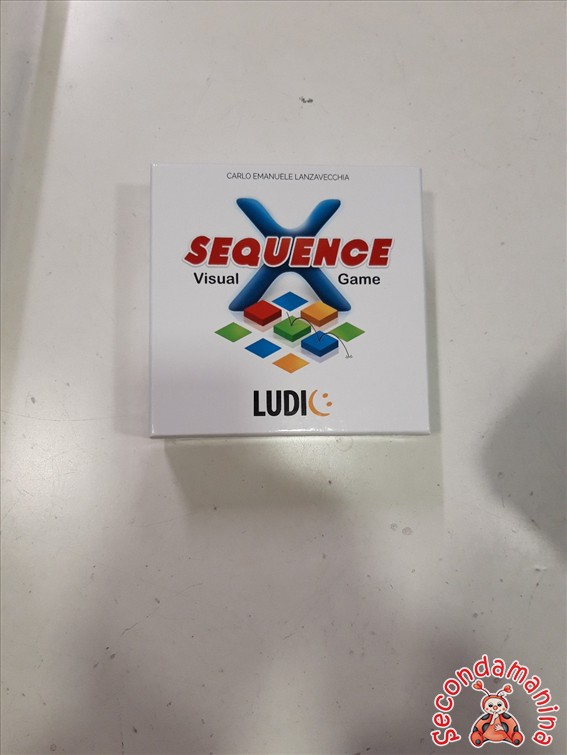 CARLO EMANUELE LANZAVECCHIA
X
SEQUENCE
Visual Game
LUDIC
Secondamanina